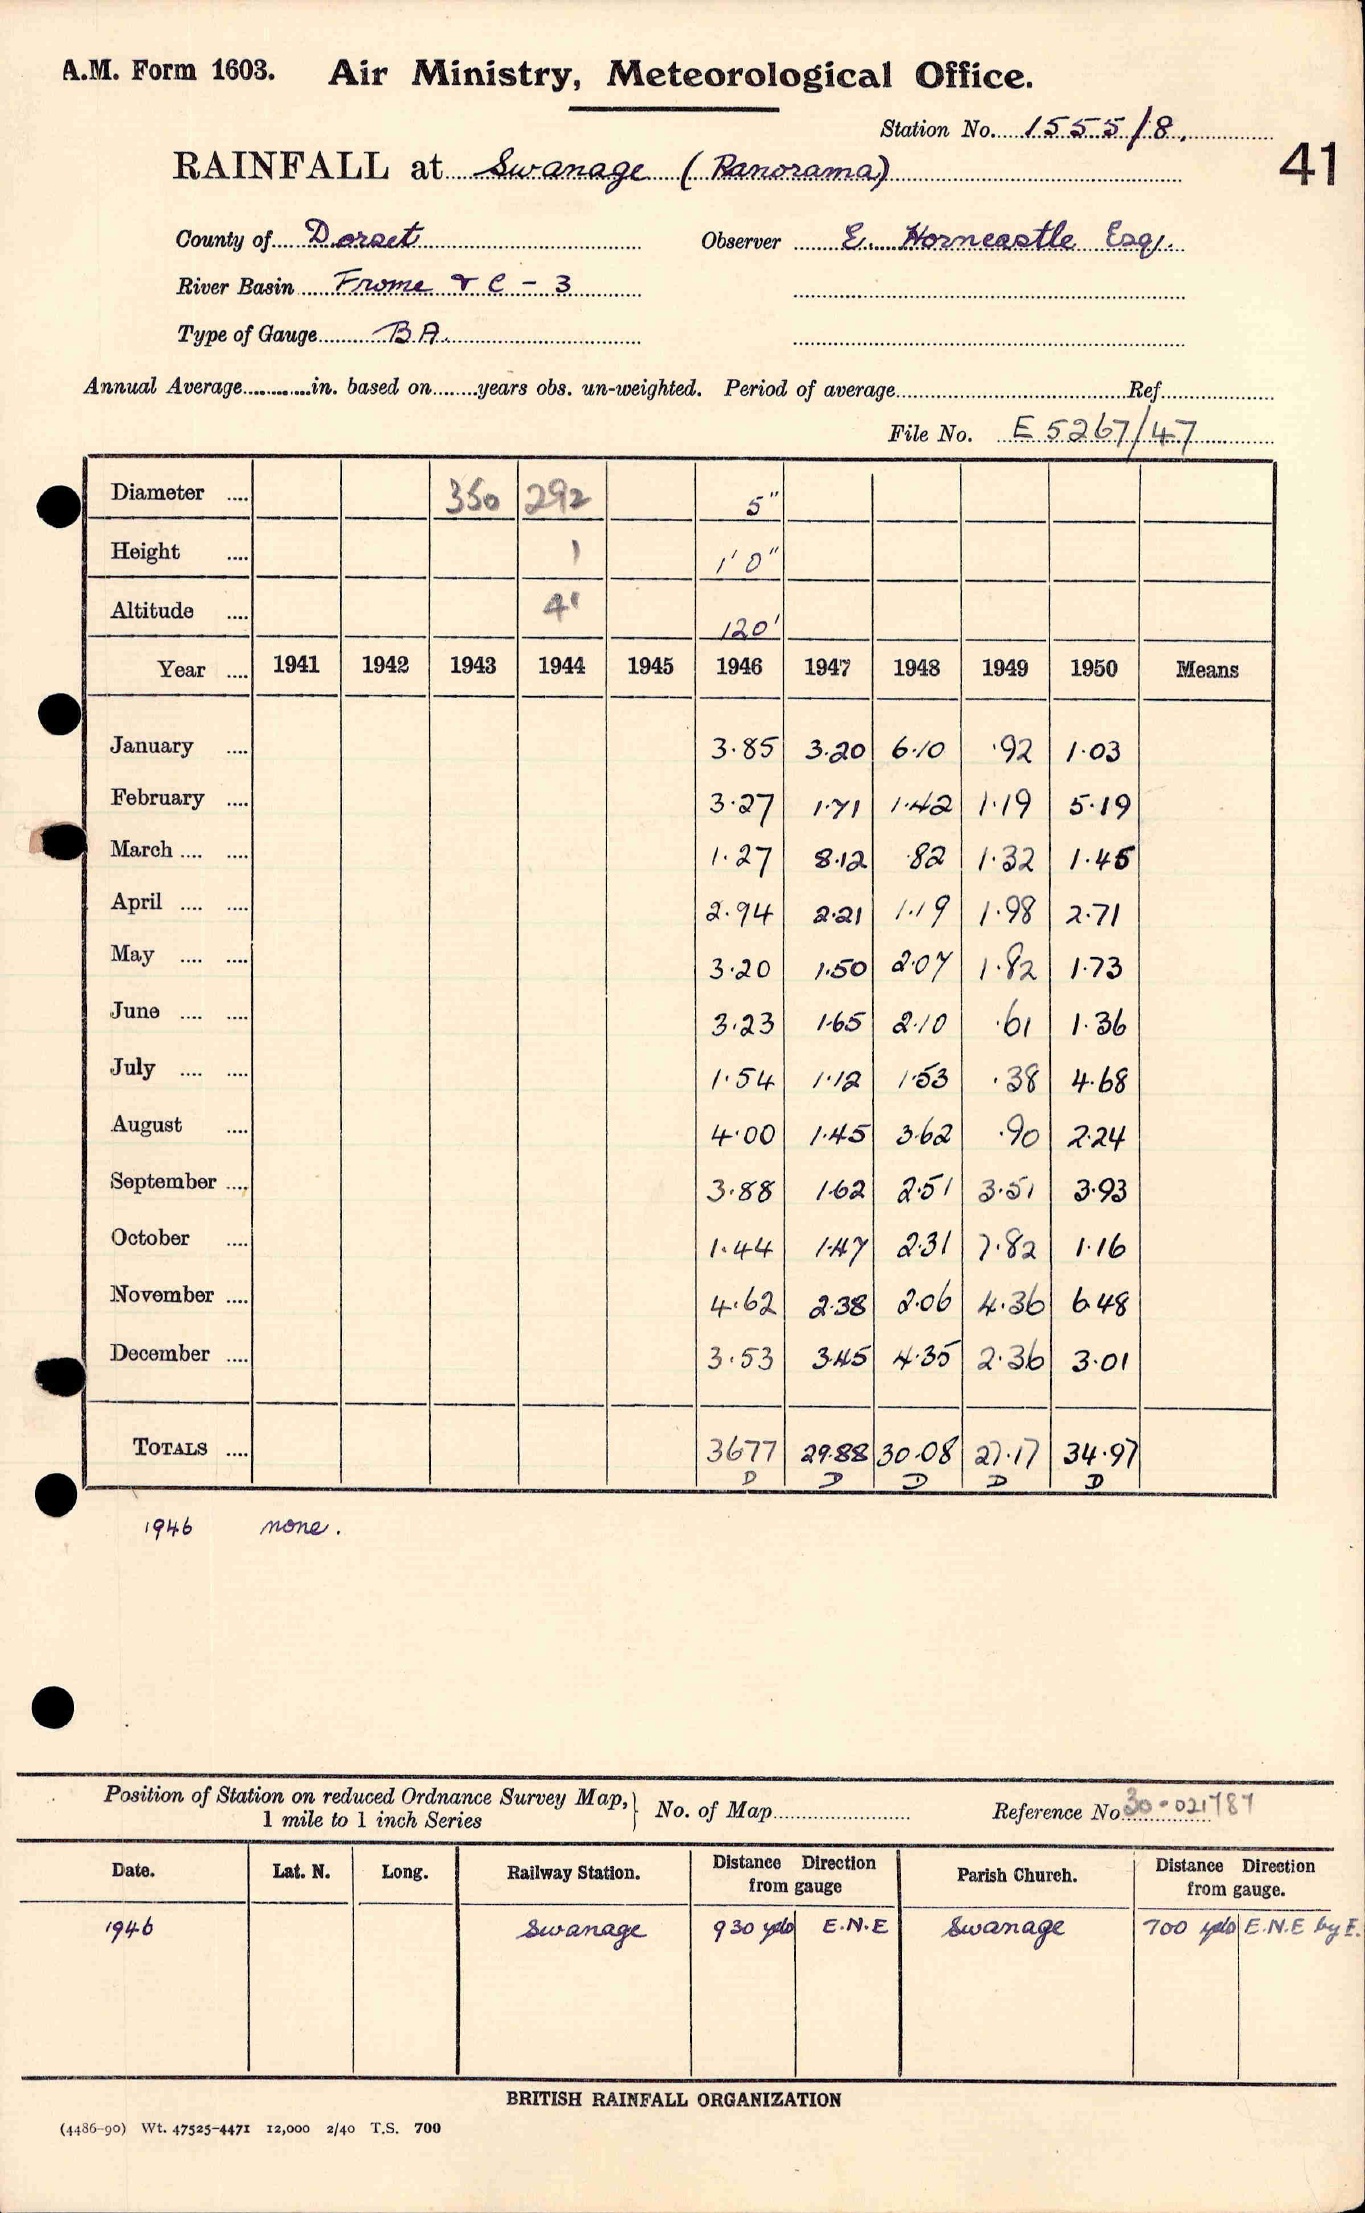 A.M. Form 1603. Air Ministry, Meteorological Office.
Station No. 1555/8.
41
RAINFALL at Swanage (Panorama)
County of Dorset Observer E. Horncastle Esq.
River Basin Frome & C - 3
Type of Gauge BA.
Annual Average............in. based on........years obs. un-weighted. Period of average Ref.
File No. E 5267/47
Diameter .... 350 292 5"
Height .... 1 1' 0"
Altitude .... 41 120'
Year .... 1941 1942 1943 1944 1945 1946 1947 1948 1949 1950 Means
January .... 3.85 3.20 6.10 .92 1.03
February .... 3.27 1.71 1.42 1.19 5.19
March .... .... 1.27 8.12 .82 1.32 1.45
April .... .... 2.94 2.21 1.19 1.98 2.71
May .... .... 3.20 1.50 2.07 1.82 1.73
June .... .... 3.23 1.65 2.10 .61 1.36
July .... .... 1.54 1.12 1.53 .38 4.68
August .... 4.00 1.45 3.62 .90 2.24
September .... 3.88 1.62 2.51 3.51 3.93
October .... 1.44 1.47 2.31 7.82 1.16
November .... 4.62 2.38 2.06 4.36 6.48
December .... 3.53 3.45 4.35 2.36 3.01
TOTALS .... 3677 29.88 30.08 27.17 34.97
D D D D D
1946 none.
Position of Station on reduced Ordnance Survey Map,
1 mile to 1 inch Series
No. of Map Reference No. 30-021787
Date. Lat. N. Long. Railway Station. Distance Direction from gauge Parish Church. Distance Direction from gauge.
1946 Swanage 930 yds E.N.E Swanage 700 yds E.N.E by E.
BRITISH RAINFALL ORGANIZATION
(4486-90) Wt. 47525-4471 12,000 2/40 T.S. 700